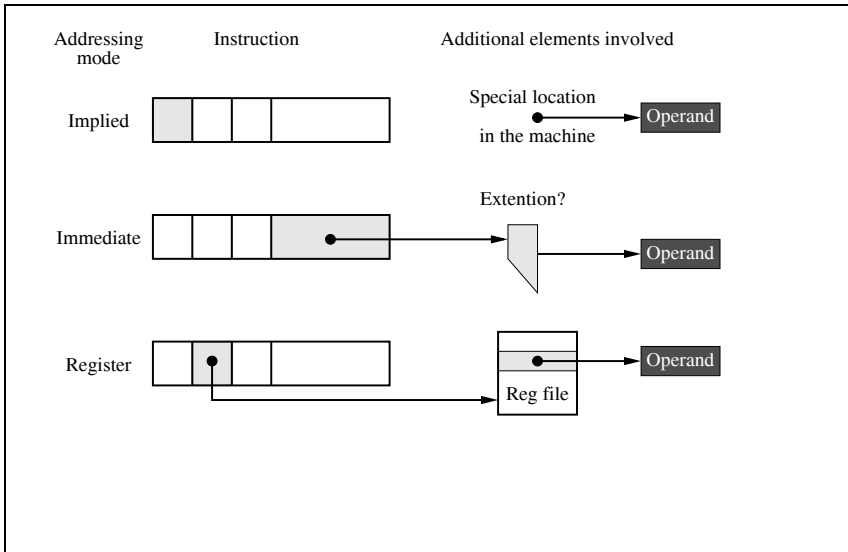 Addressing mode
Instruction
Additional elements involved
Implied
Special location
in the machine
Operand
Immediate
Extention?
Operand
Register
Reg file
Operand